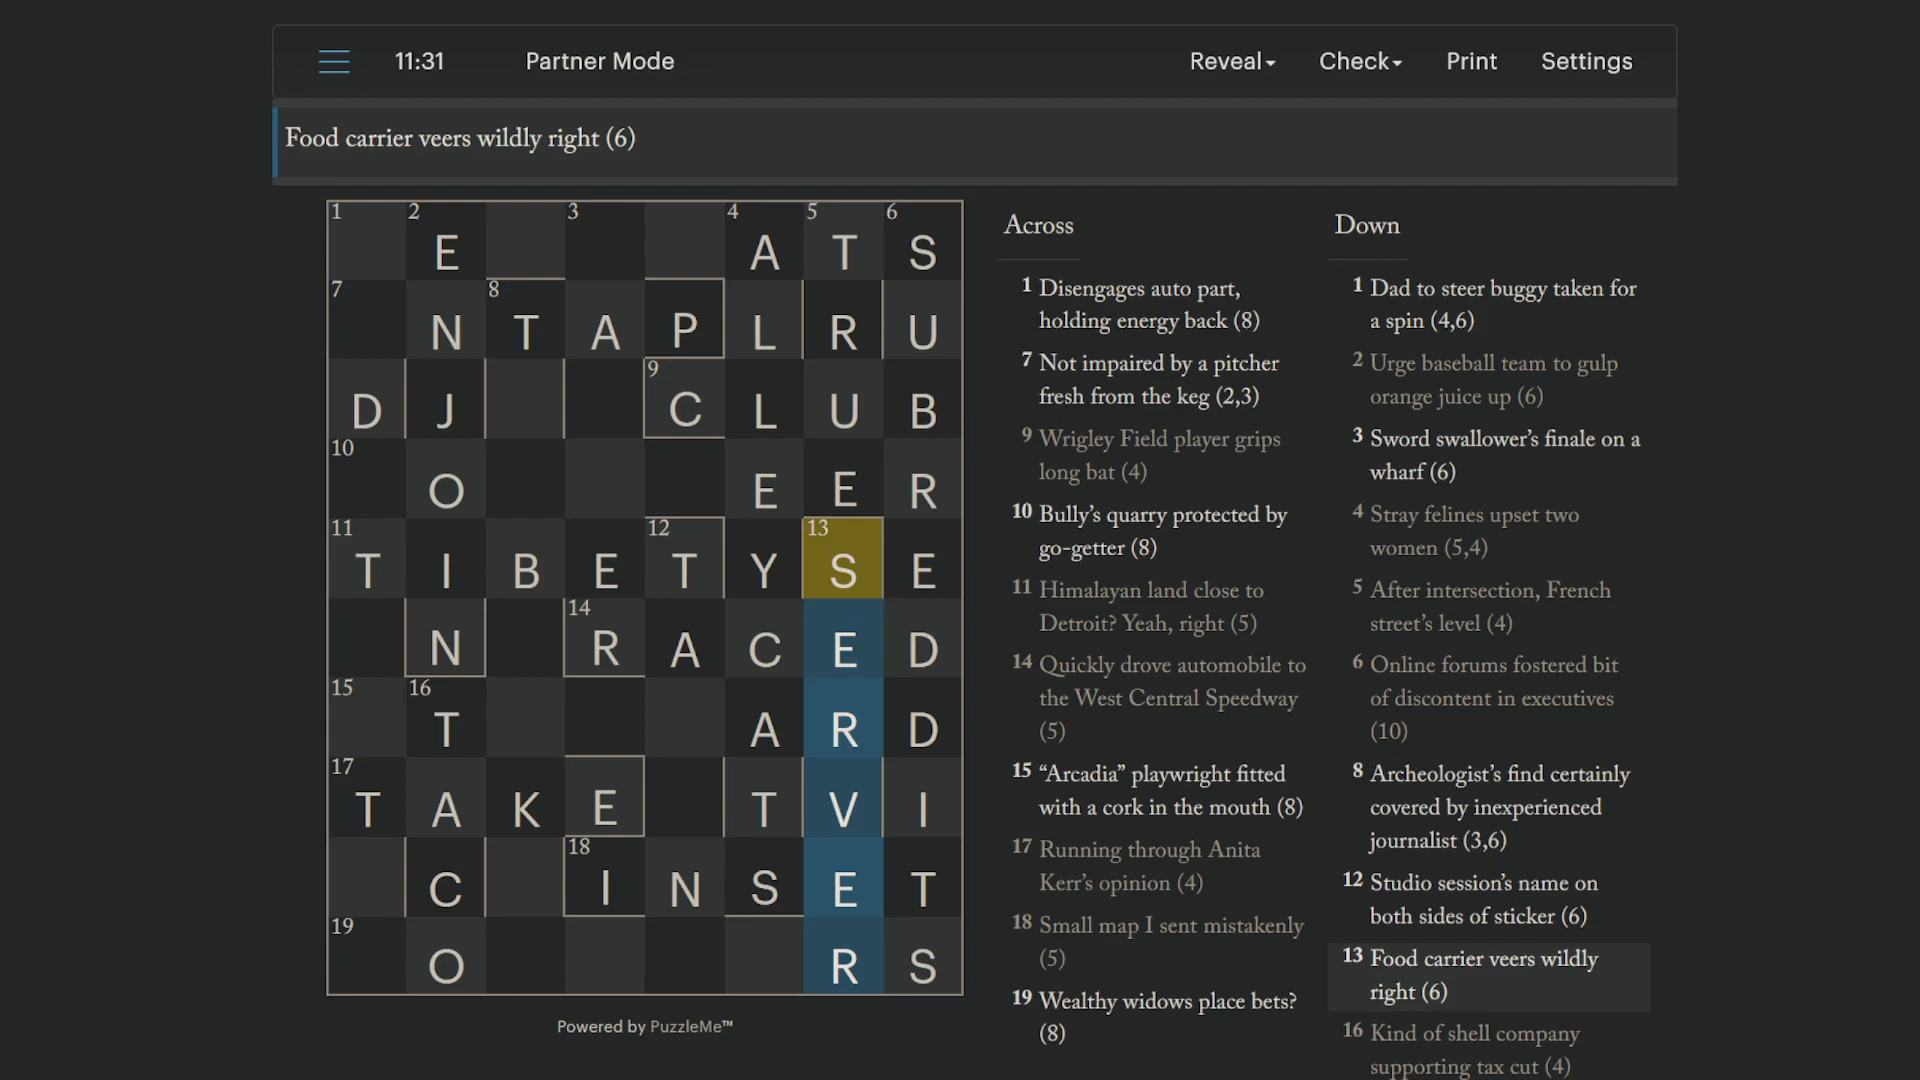 11:31
Partner Mode
Reveal
Check
Print
Settings
Food carrier veers wildly right (6)
1 2 3 4 5 6
E A T S
7 8
N T A P L R U
9
D J C L U B
10
O E E R
11 12 13
T I B E T Y S E
14
N R A C E D
15 16
T A R D
17
T A K E T V I
18
C I N S E T
19
O R S
Powered by PuzzleMe™
Across
1 Disengages auto part,
holding energy back (8)
7 Not impaired by a pitcher
fresh from the keg (2,3)
9 Wrigley Field player grips
long bat (4)
10 Bully's quarry protected by
go-getter (8)
11 Himalayan land close to
Detroit? Yeah, right (5)
14 Quickly drove automobile to
the West Central Speedway
(5)
15 “Arcadia” playwright fitted
with a cork in the mouth (8)
17 Running through Anita
Kerr's opinion (4)
18 Small map I sent mistakenly
(5)
19 Wealthy widows place bets?
(8)
Down
1 Dad to steer buggy taken for
a spin (4,6)
2 Urge baseball team to gulp
orange juice up (6)
3 Sword swallower's finale on a
wharf (6)
4 Stray felines upset two
women (5,4)
5 After intersection, French
street's level (4)
6 Online forums fostered bit
of discontent in executives
(10)
8 Archeologist's find certainly
covered by inexperienced
journalist (3,6)
12 Studio session's name on
both sides of sticker (6)
13 Food carrier veers wildly
right (6)
16 Kind of shell company
supporting tax cut (4)